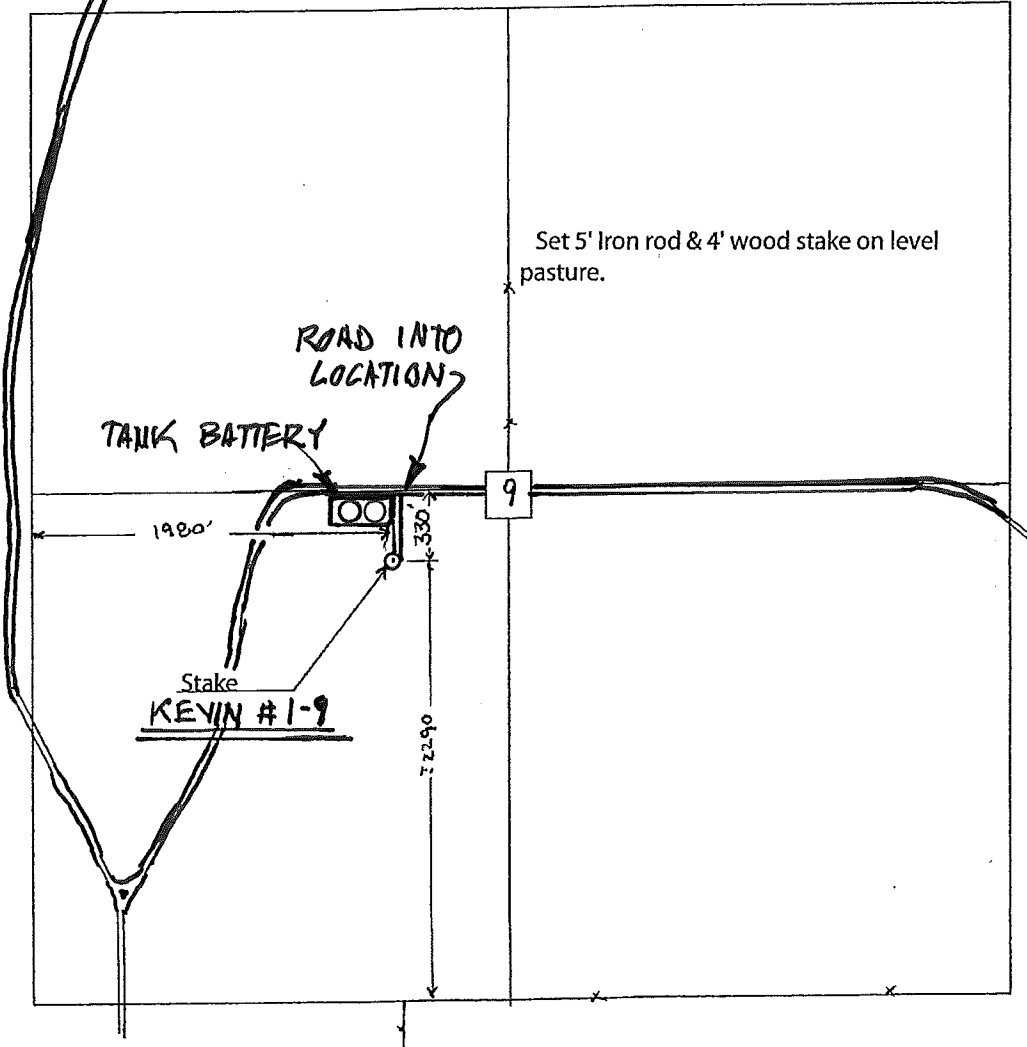 Set 5' Iron rod & 4' wood stake on level
pasture.
ROAD INTO
LOCATION
TANK BATTERY
9
1980'
330'
Stake
KEVIN #1-9
2290